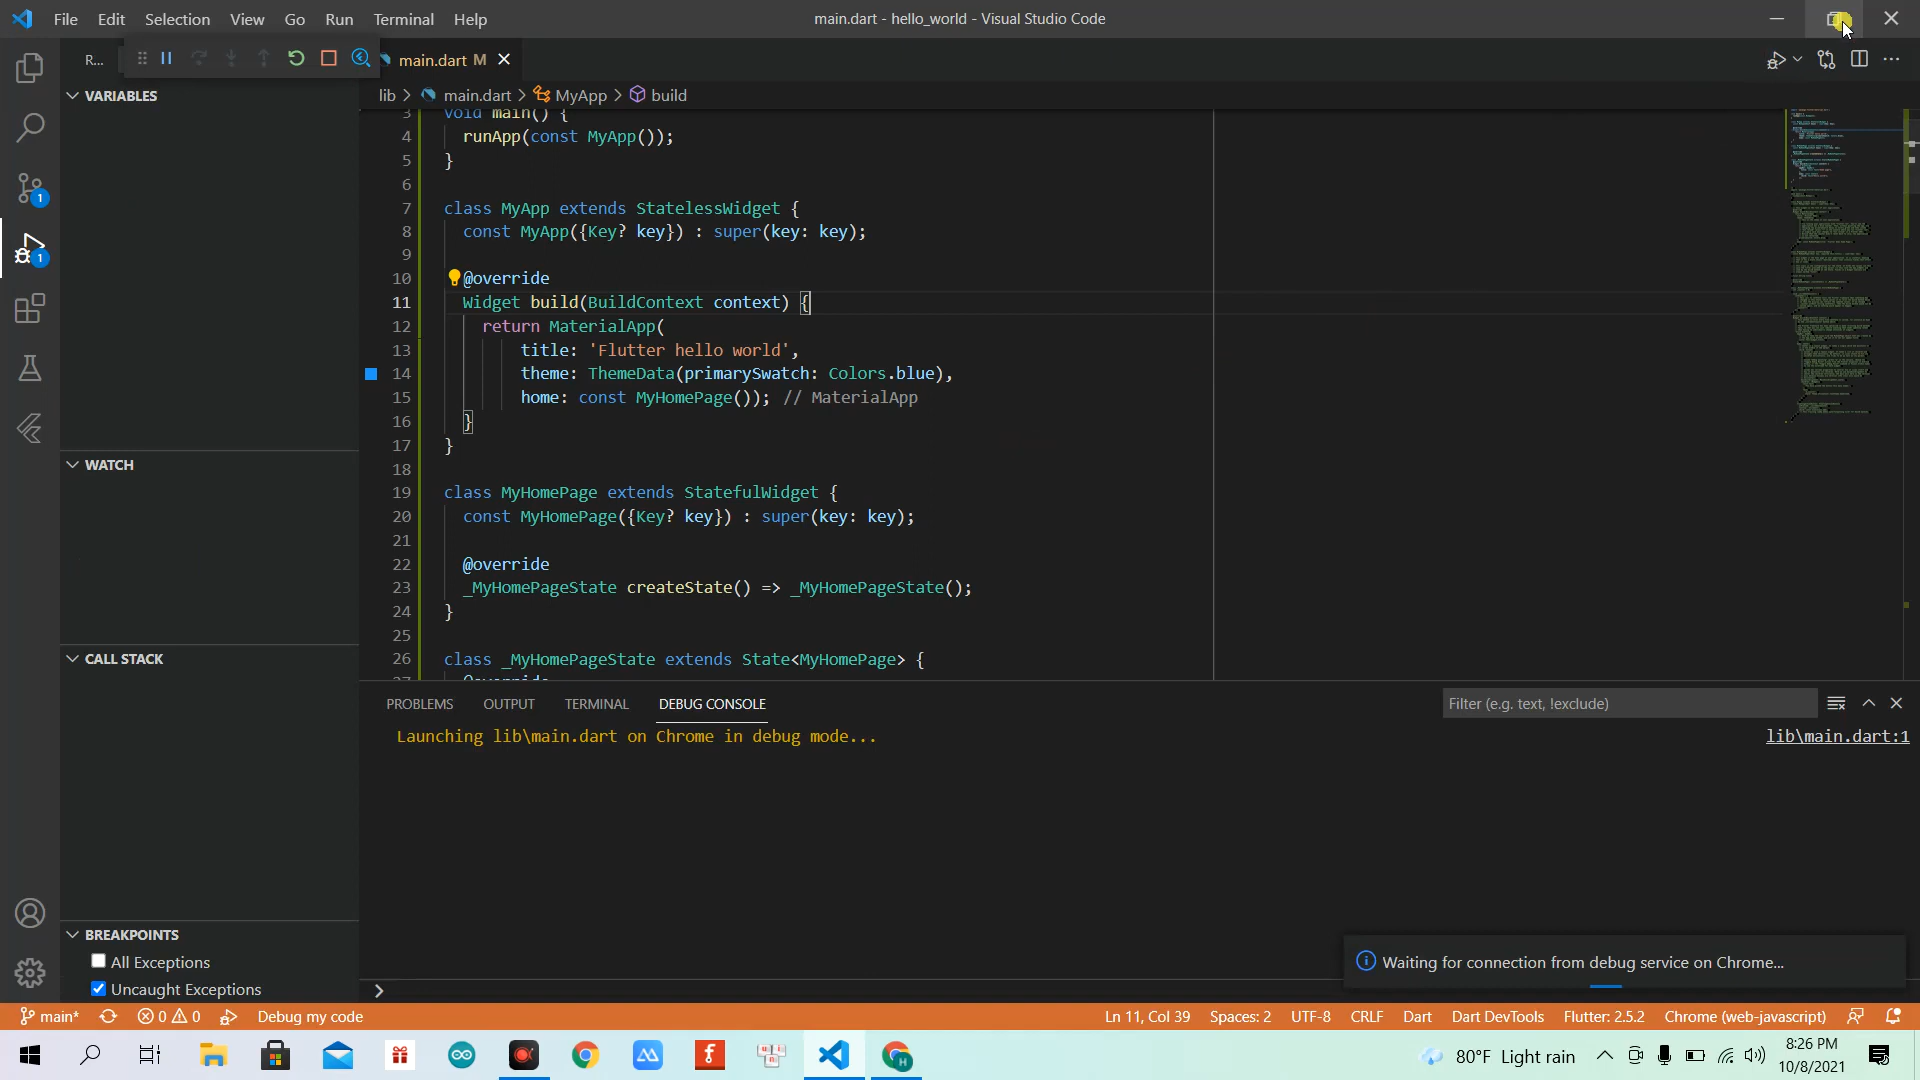 File Edit Selection View Go Run Terminal Help
main.dart - hello_world - Visual Studio Code
R...
main.dart M
lib > main.dart > MyApp > build
VARIABLES
WATCH
CALL STACK
BREAKPOINTS
All Exceptions
Uncaught Exceptions
1
1
3 void main() {
4 runApp(const MyApp());
5 }
6
7 class MyApp extends StatelessWidget {
8 const MyApp({Key? key}) : super(key: key);
9
10 @override
11 Widget build(BuildContext context) {
12 return MaterialApp(
13 title: 'Flutter hello world',
14 theme: ThemeData(primarySwatch: Colors.blue),
15 home: const MyHomePage()); // MaterialApp
16 }
17 }
18
19 class MyHomePage extends StatefulWidget {
20 const MyHomePage({Key? key}) : super(key: key);
21
22 @override
23 _MyHomePageState createState() => _MyHomePageState();
24 }
25
26 class _MyHomePageState extends State<MyHomePage> {
27 @override
PROBLEMS OUTPUT TERMINAL DEBUG CONSOLE
Filter (e.g. text, !exclude)
Launching lib\main.dart on Chrome in debug mode...
lib\main.dart:1
Waiting for connection from debug service on Chrome...
main* 0 0 Debug my code
Ln 11, Col 39 Spaces: 2 UTF-8 CRLF Dart Dart DevTools Flutter: 2.5.2 Chrome (web-javascript)
80°F Light rain
8:26 PM
10/8/2021